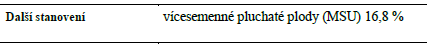 Další stanovení vícesemenné pluchaté plody (MSU) 16,8 %